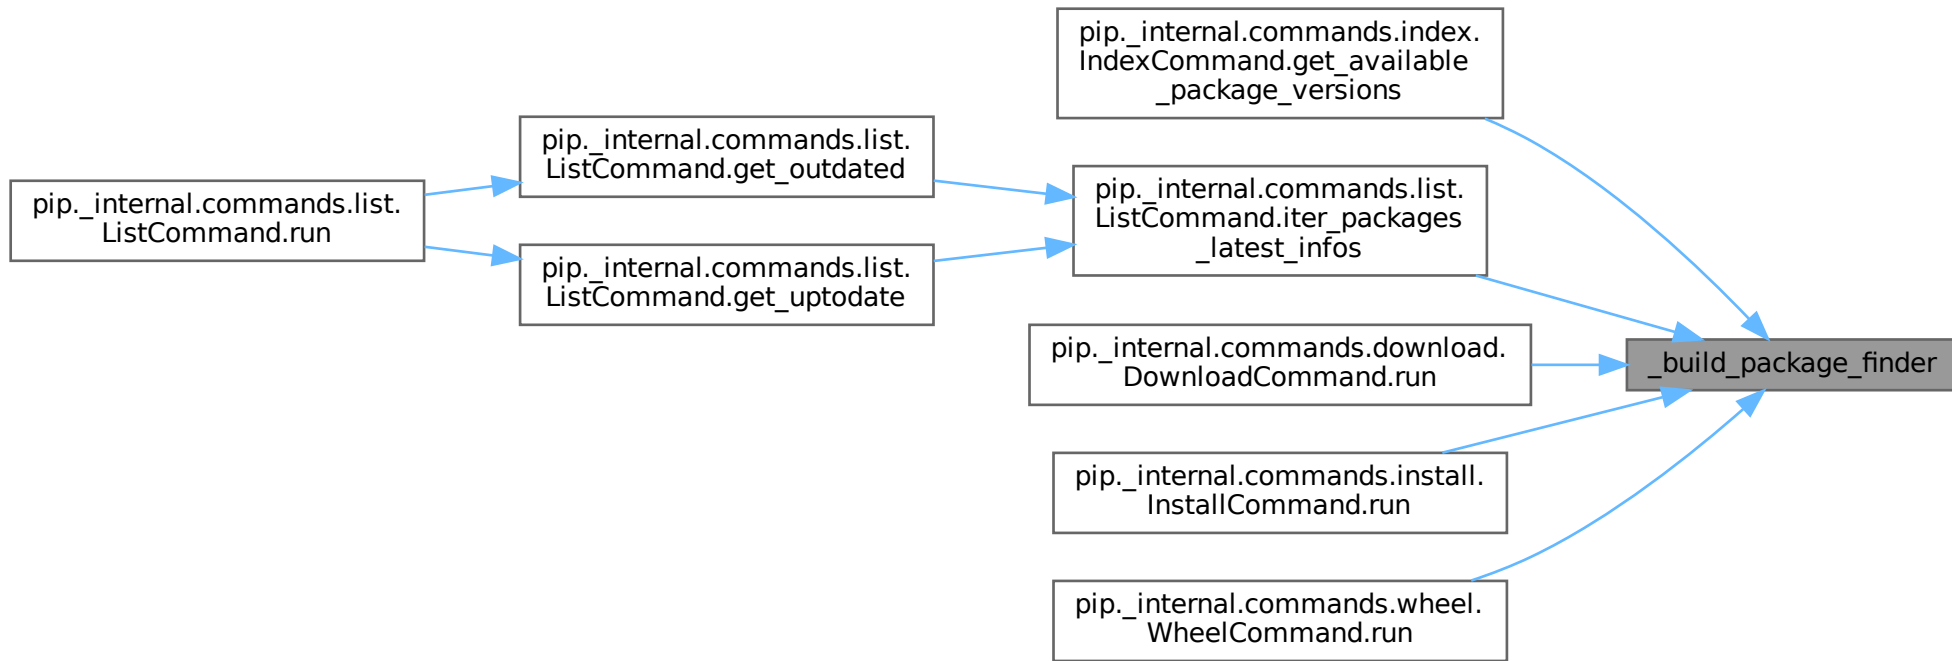 pip._internal.commands.index.
IndexCommand.get_available
_package_versions
pip._internal.commands.list.
ListCommand.get_outdated
pip._internal.commands.list.
ListCommand.run
pip._internal.commands.list.
ListCommand.iter_packages
_latest_infos
pip._internal.commands.list.
ListCommand.get_uptodate
pip._internal.commands.download.
DownloadCommand.run
_build_package_finder
pip._internal.commands.install.
InstallCommand.run
pip._internal.commands.wheel.
WheelCommand.run